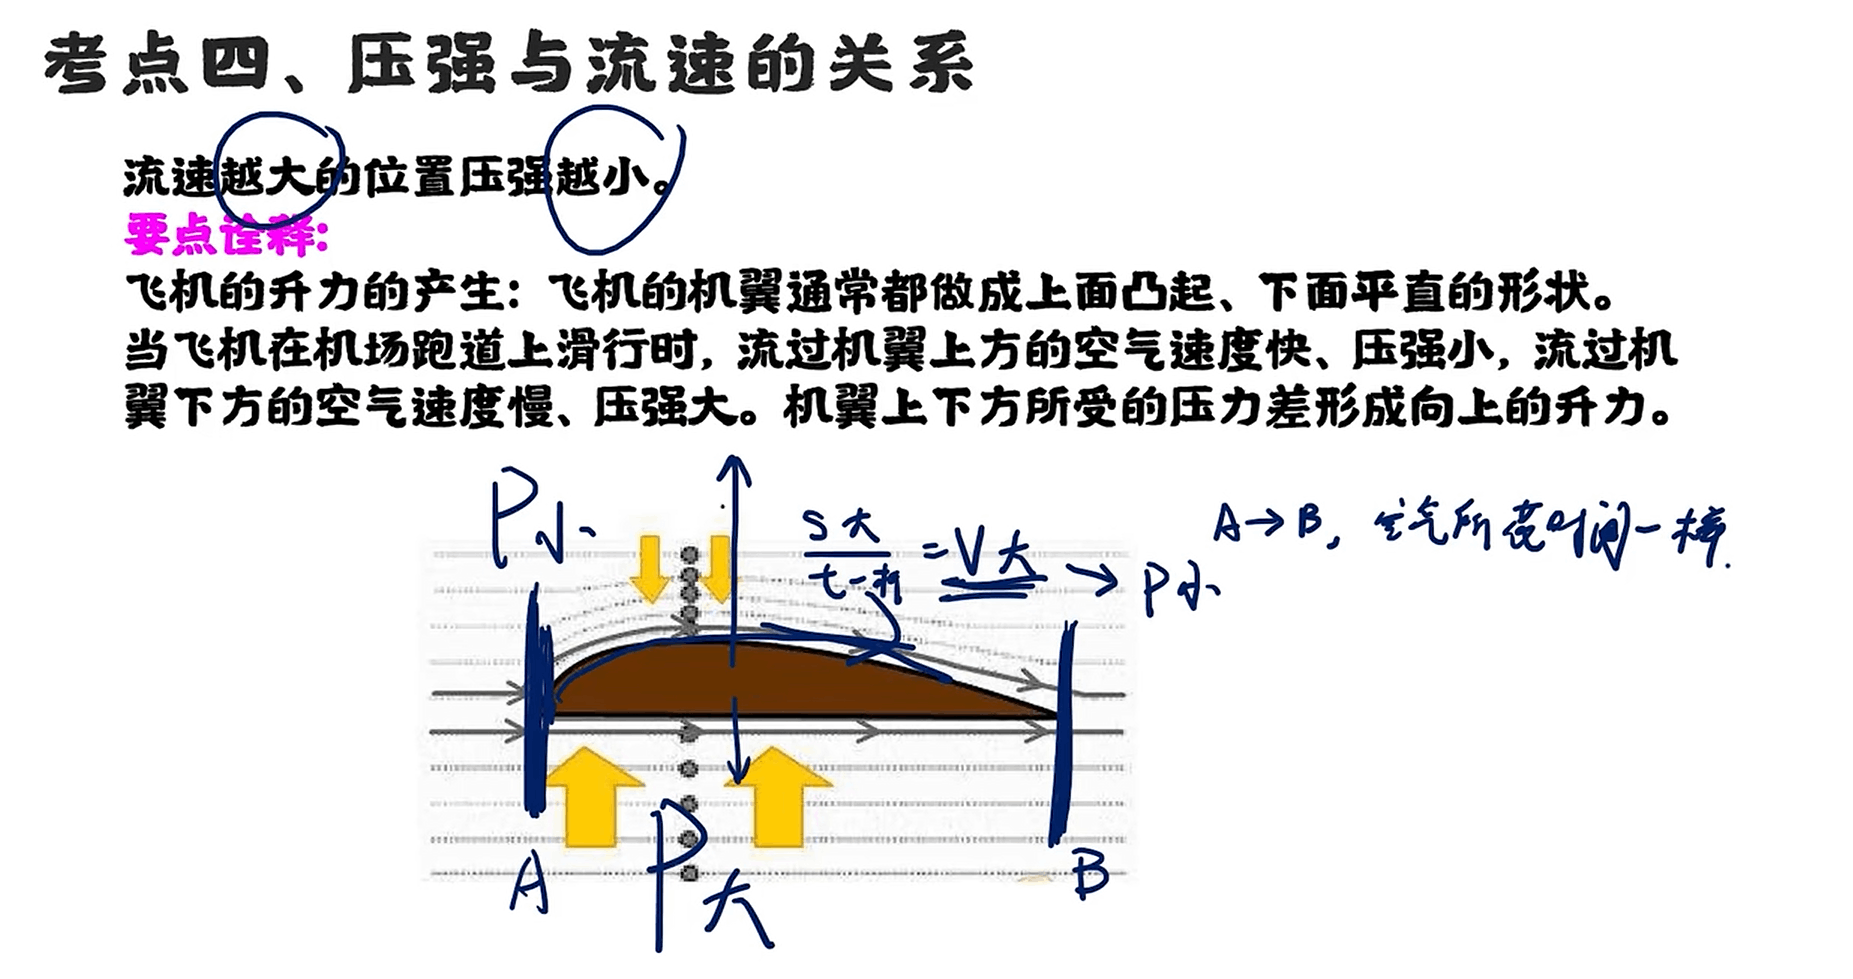 考点四、压强与流速的关系
流速越大的位置压强越小。
要点诠释:
飞机的升力的产生：飞机的机翼通常都做成上面凸起、下面平直的形状。
当飞机在机场跑道上滑行时，流过机翼上方的空气速度快、压强小，流过机
翼下方的空气速度慢、压强大。机翼上下方所受的压力差形成向上的升力。
P小
S大
t一样
=V大 → P小
A→B，空气所花时间一样.
A
P大
B